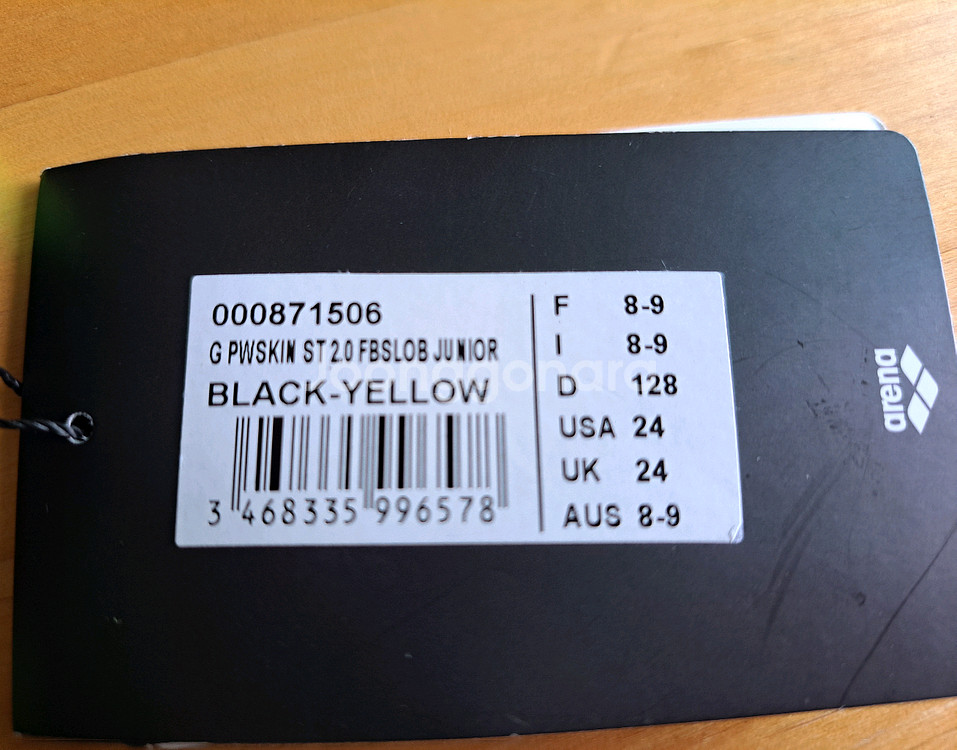 000871506
G PWSKIN ST 2.0 FBSLOB JUNIOR
BLACK-YELLOW
3 468335 996578
F 8-9
I 8-9
D 128
USA 24
UK 24
AUS 8-9
arena